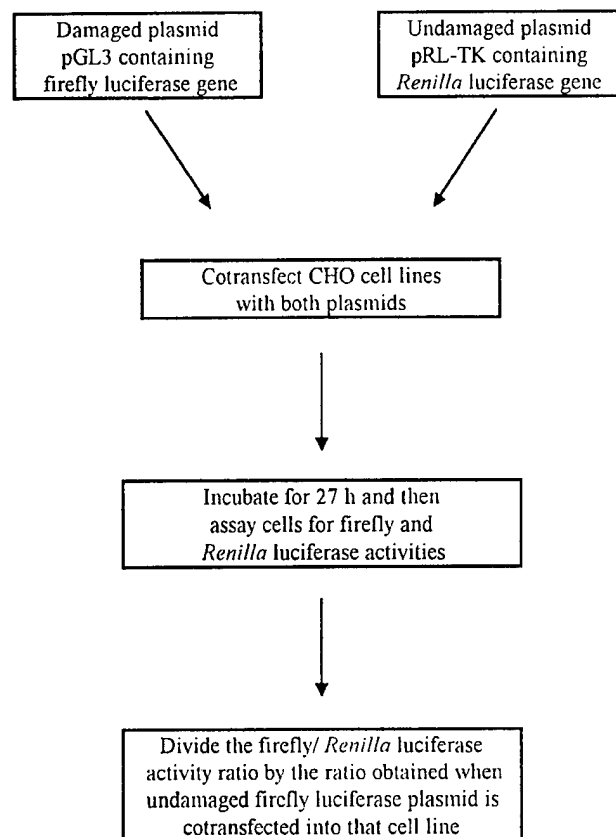 Damaged plasmid
pGL3 containing
firefly luciferase gene
Undamaged plasmid
pRL-TK containing
Renilla luciferase gene
Cotransfect CHO cell lines
with both plasmids
Incubate for 27 h and then
assay cells for firefly and
Renilla luciferase activities
Divide the firefly/ Renilla luciferase
activity ratio by the ratio obtained when
undamaged firefly luciferase plasmid is
cotransfected into that cell line